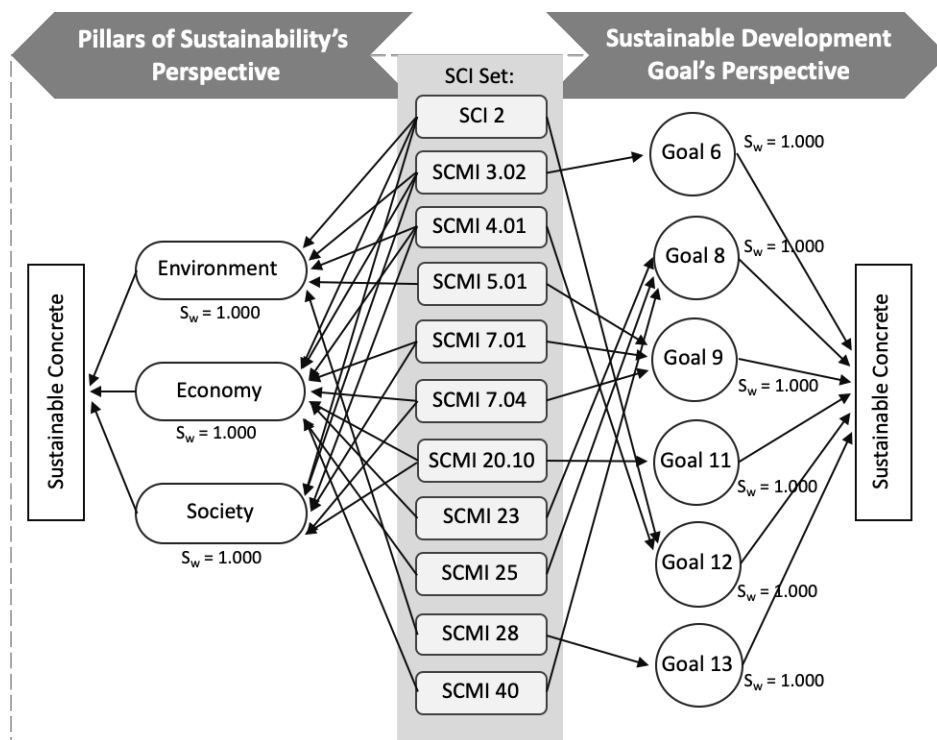 Pillars of Sustainability's
Perspective
Sustainable Development
Goal's Perspective
SCI Set:
SCI 2
SCMI 3.02
SCMI 4.01
SCMI 5.01
SCMI 7.01
SCMI 7.04
SCMI 20.10
SCMI 23
SCMI 25
SCMI 28
SCMI 40
Sustainable Concrete
Environment
Sw = 1.000
Economy
Sw = 1.000
Society
Sw = 1.000
Goal 6
Sw = 1.000
Goal 8
Sw = 1.000
Goal 9
Sw = 1.000
Goal 11
Sw = 1.000
Goal 12
Sw = 1.000
Goal 13
Sw = 1.000
Sustainable Concrete